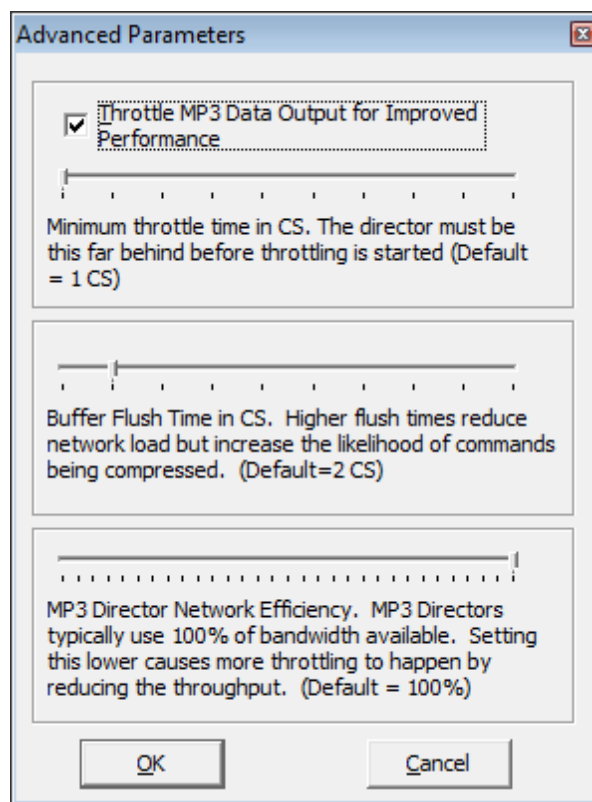 Advanced Parameters
Throttle MP3 Data Output for Improved
Performance
Minimum throttle time in CS. The director must be
this far behind before throttling is started (Default
= 1 CS)
Buffer Flush Time in CS.  Higher flush times reduce
network load but increase the likelihood of commands
being compressed.  (Default=2 CS)
MP3 Director Network Efficiency.  MP3 Directors
typically use 100% of bandwidth available.  Setting
this lower causes more throttling to happen by
reducing the throughput.  (Default = 100%)
OK
Cancel